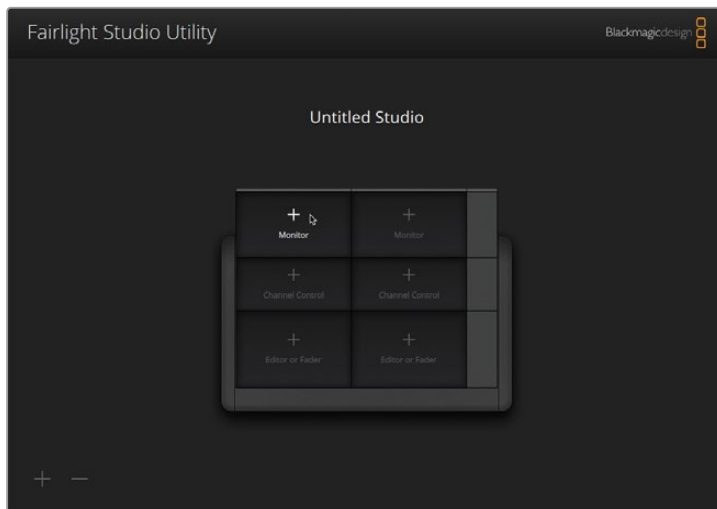 Fairlight Studio Utility
Blackmagicdesign
Untitled Studio
Monitor Monitor
Channel Control Channel Control
Editor or Fader Editor or Fader